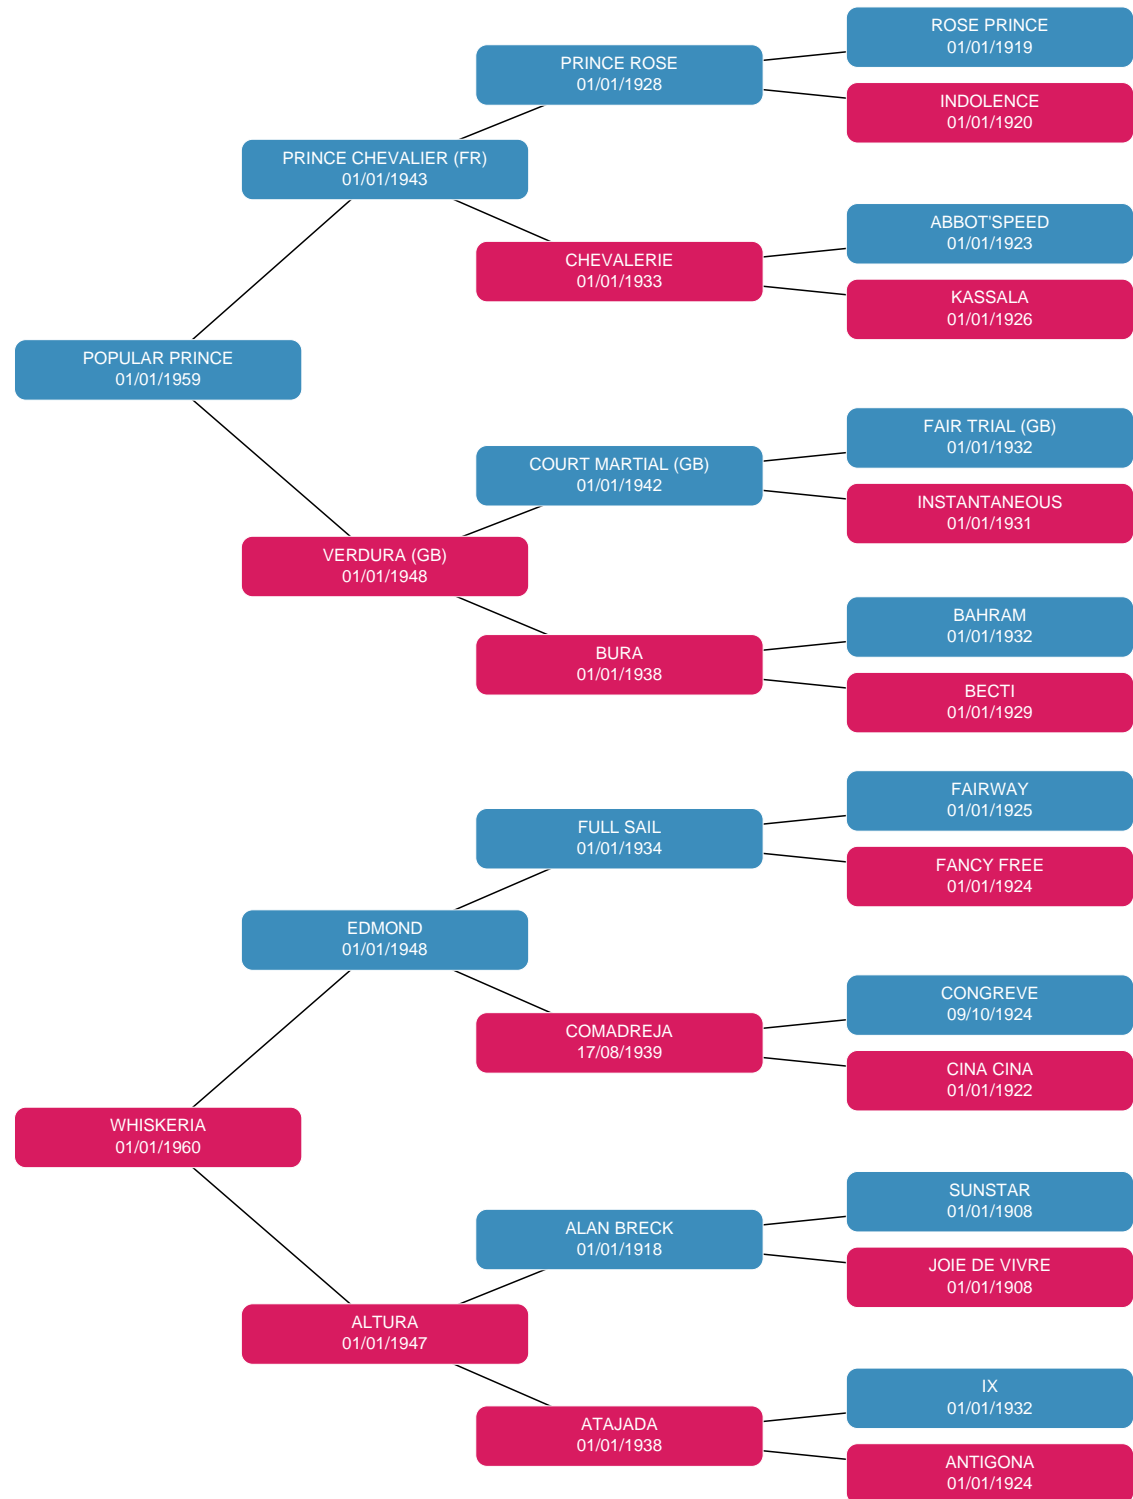 ROSE PRINCE
01/01/1919
PRINCE ROSE
01/01/1928
INDOLENCE
01/01/1920
PRINCE CHEVALIER (FR)
01/01/1943
ABBOT'SPEED
01/01/1923
CHEVALERIE
01/01/1933
KASSALA
01/01/1926
POPULAR PRINCE
01/01/1959
FAIR TRIAL (GB)
01/01/1932
COURT MARTIAL (GB)
01/01/1942
INSTANTANEOUS
01/01/1931
VERDURA (GB)
01/01/1948
BAHRAM
01/01/1932
BURA
01/01/1938
BECTI
01/01/1929
FAIRWAY
01/01/1925
FULL SAIL
01/01/1934
FANCY FREE
01/01/1924
EDMOND
01/01/1948
CONGREVE
09/10/1924
COMADREJA
17/08/1939
CINA CINA
01/01/1922
WHISKERIA
01/01/1960
SUNSTAR
01/01/1908
ALAN BRECK
01/01/1918
JOIE DE VIVRE
01/01/1908
ALTURA
01/01/1947
IX
01/01/1932
ATAJADA
01/01/1938
ANTIGONA
01/01/1924